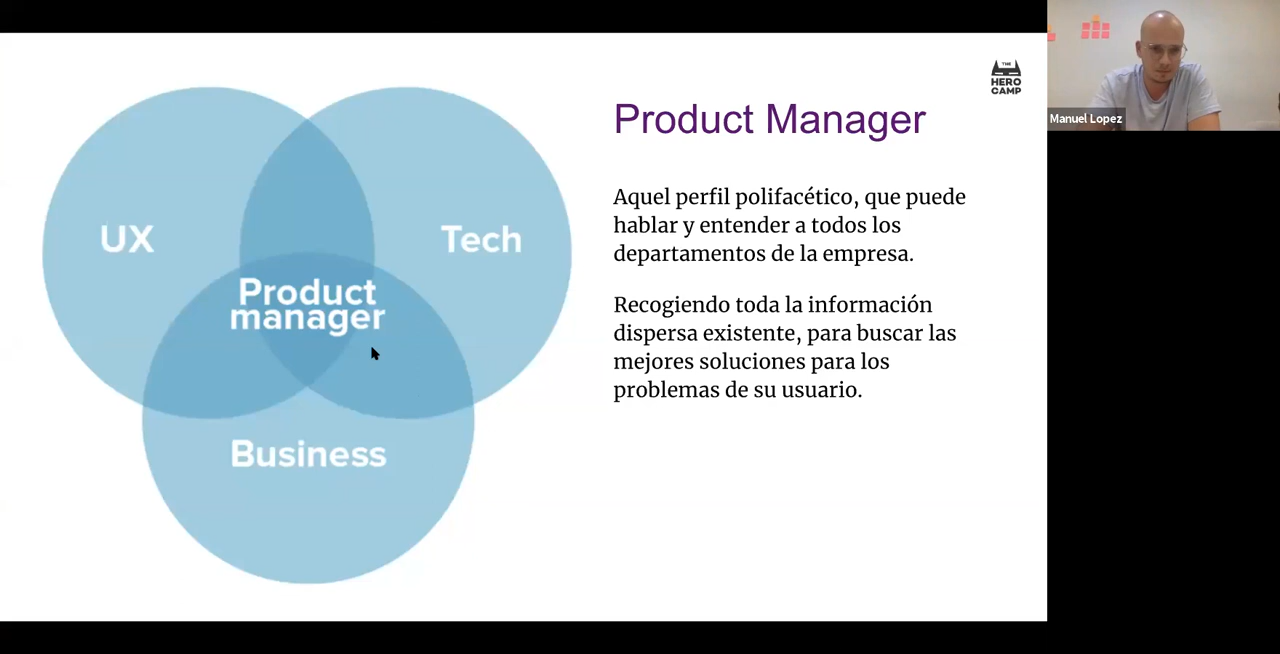 THE
HERO
CAMP
Manuel Lopez
Product Manager
UX
Tech
Product
manager
Business
Aquel perfil polifacético, que puede
hablar y entender a todos los
departamentos de la empresa.
Recogiendo toda la información
dispersa existente, para buscar las
mejores soluciones para los
problemas de su usuario.